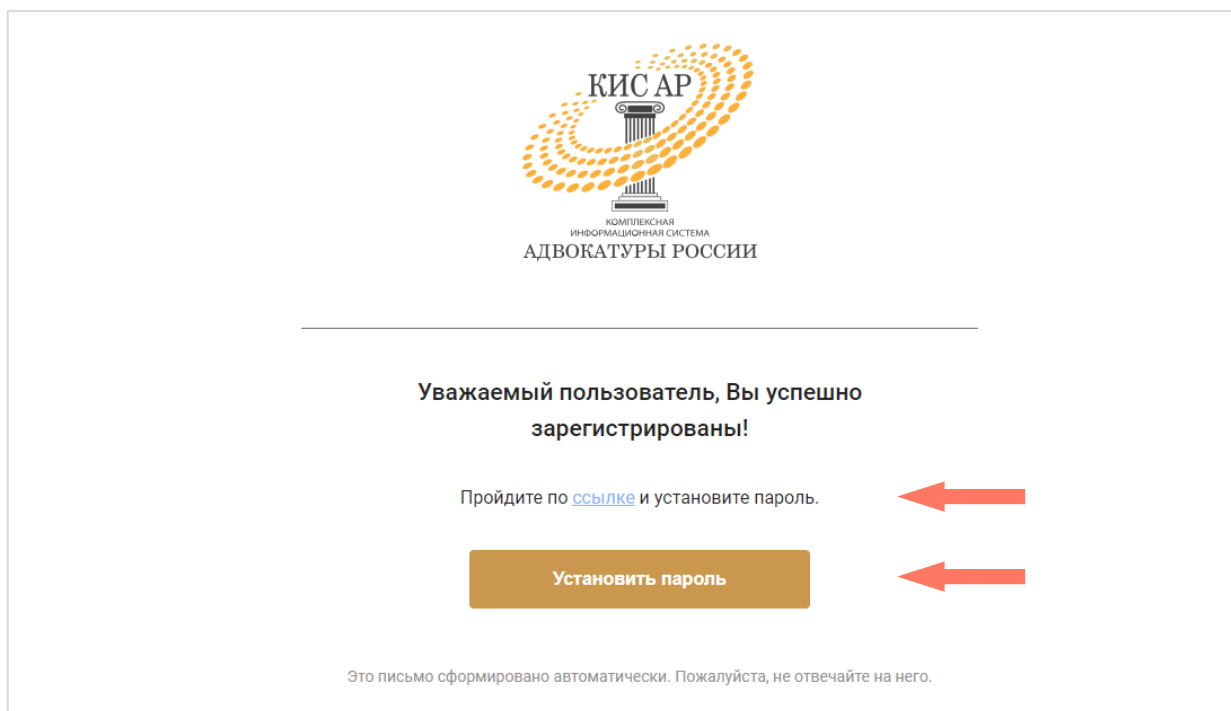 КИС АР
КОМПЛЕКСНАЯ
ИНФОРМАЦИОННАЯ СИСТЕМА
АДВОКАТУРЫ РОССИИ
Уважаемый пользователь, Вы успешно
зарегистрированы!
Пройдите по ссылке и установите пароль.
Установить пароль
Это письмо сформировано автоматически. Пожалуйста, не отвечайте на него.